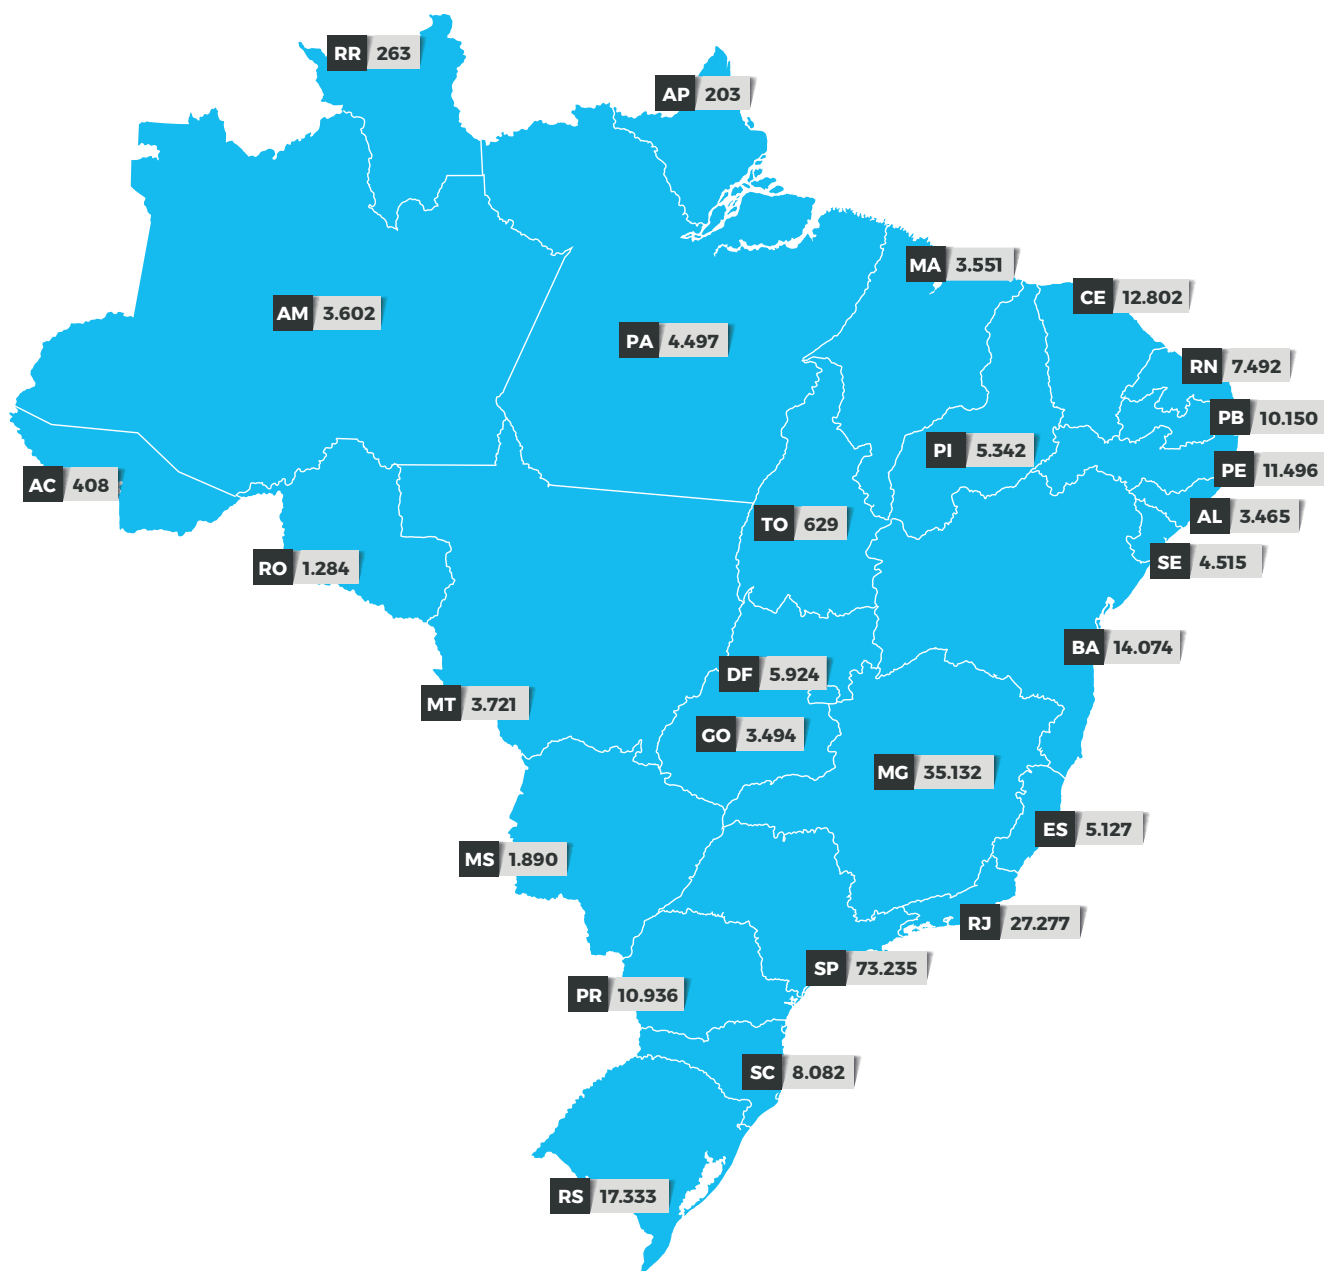 RR 263
AP 203
MA 3.551
CE 12.802
AM 3.602
PA 4.497
RN 7.492
PB 10.150
PI 5.342
PE 11.496
AC 408
AL 3.465
TO 629
SE 4.515
RO 1.284
BA 14.074
DF 5.924
MT 3.721
GO 3.494
MG 35.132
ES 5.127
MS 1.890
RJ 27.277
SP 73.235
PR 10.936
SC 8.082
RS 17.333